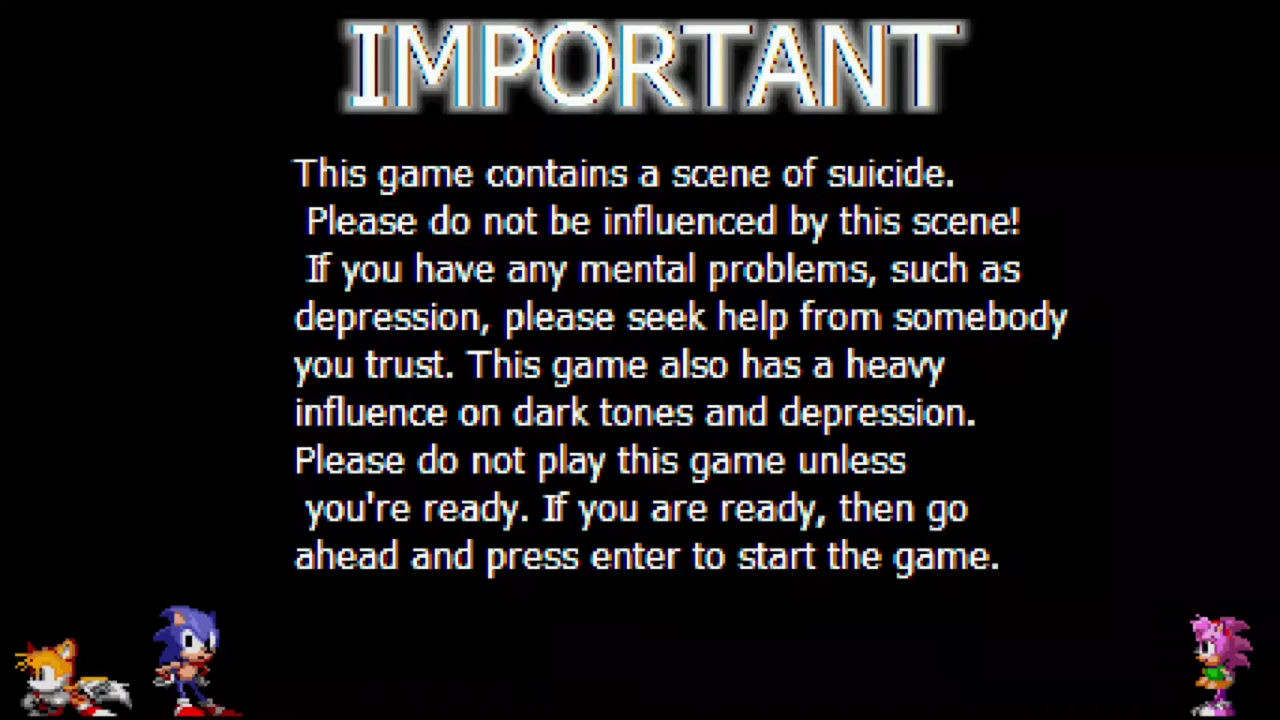 IMPORTANT
This game contains a scene of suicide.
Please do not be influenced by this scene!
If you have any mental problems, such as
depression, please seek help from somebody
you trust. This game also has a heavy
influence on dark tones and depression.
Please do not play this game unless
you're ready. If you are ready, then go
ahead and press enter to start the game.